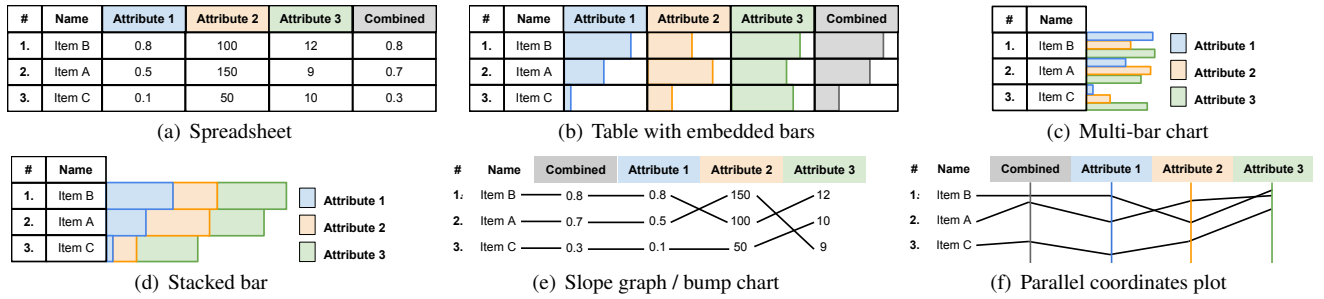 # Name Attribute 1 Attribute 2 Attribute 3 Combined
1. Item B 0.8 100 12 0.8
2. Item A 0.5 150 9 0.7
3. Item C 0.1 50 10 0.3
(a) Spreadsheet
# Name Attribute 1 Attribute 2 Attribute 3 Combined
1. Item B
2. Item A
3. Item C
(b) Table with embedded bars
# Name
1. Item B
2. Item A
3. Item C
Attribute 1
Attribute 2
Attribute 3
(c) Multi-bar chart
# Name
1. Item B
2. Item A
3. Item C
Attribute 1
Attribute 2
Attribute 3
(d) Stacked bar
# Name Combined Attribute 1 Attribute 2 Attribute 3
1. Item B 0.8 0.8 150 12
2. Item A 0.7 0.5 100 10
3. Item C 0.3 0.1 50 9
(e) Slope graph / bump chart
# Name Combined Attribute 1 Attribute 2 Attribute 3
1. Item B
2. Item A
3. Item C
(f) Parallel coordinates plot